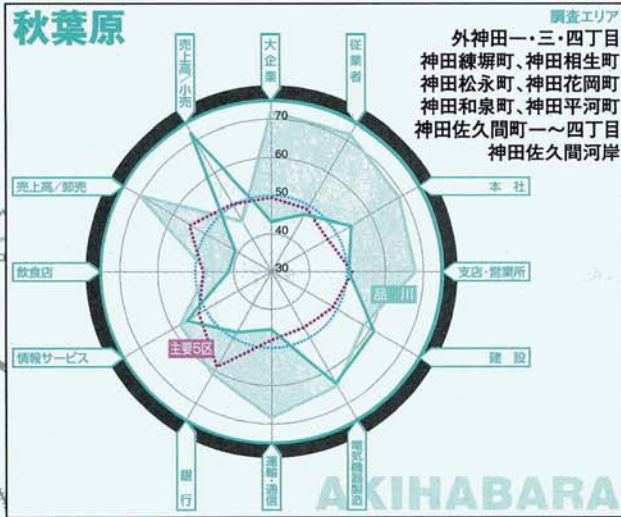 秋葉原
調査エリア
外神田一・三・四丁目
神田練塀町、神田相生町
神田松永町、神田花岡町
神田和泉町、神田平河町
神田佐久間町一〜四丁目
神田佐久間河岸
大企業
従業者
本社
支店・営業所
建設
電気機器製造
運輸・通信
銀行
情報サービス
飲食店
売上高/卸売
売上高/小売
70
60
50
40
30
品川
主要5区
AKIHABARA